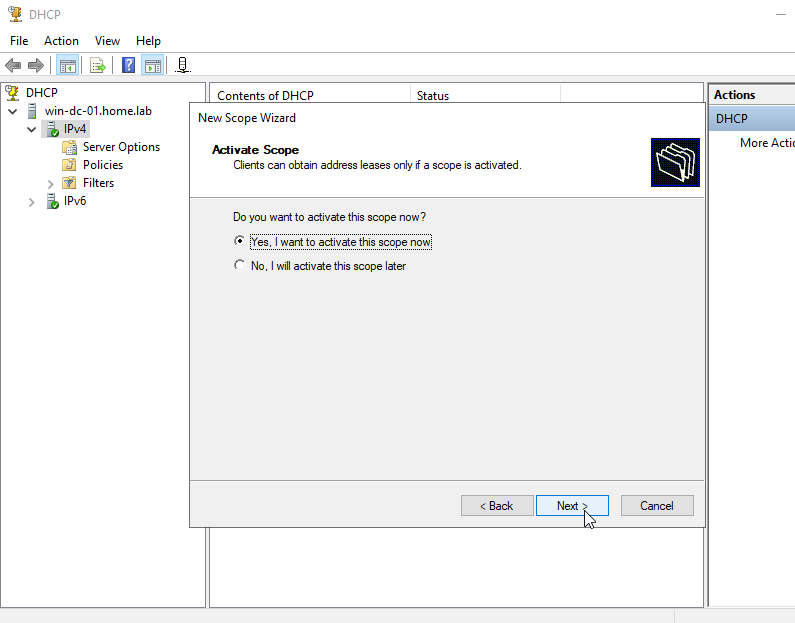 DHCP
File Action View Help
DHCP
win-dc-01.home.lab
IPv4
Server Options
Policies
Filters
IPv6
Contents of DHCP Status
New Scope Wizard
Activate Scope
Clients can obtain address leases only if a scope is activated.
Do you want to activate this scope now?
Yes, I want to activate this scope now
No, I will activate this scope later
< Back Next > Cancel
Actions
DHCP
More Actio